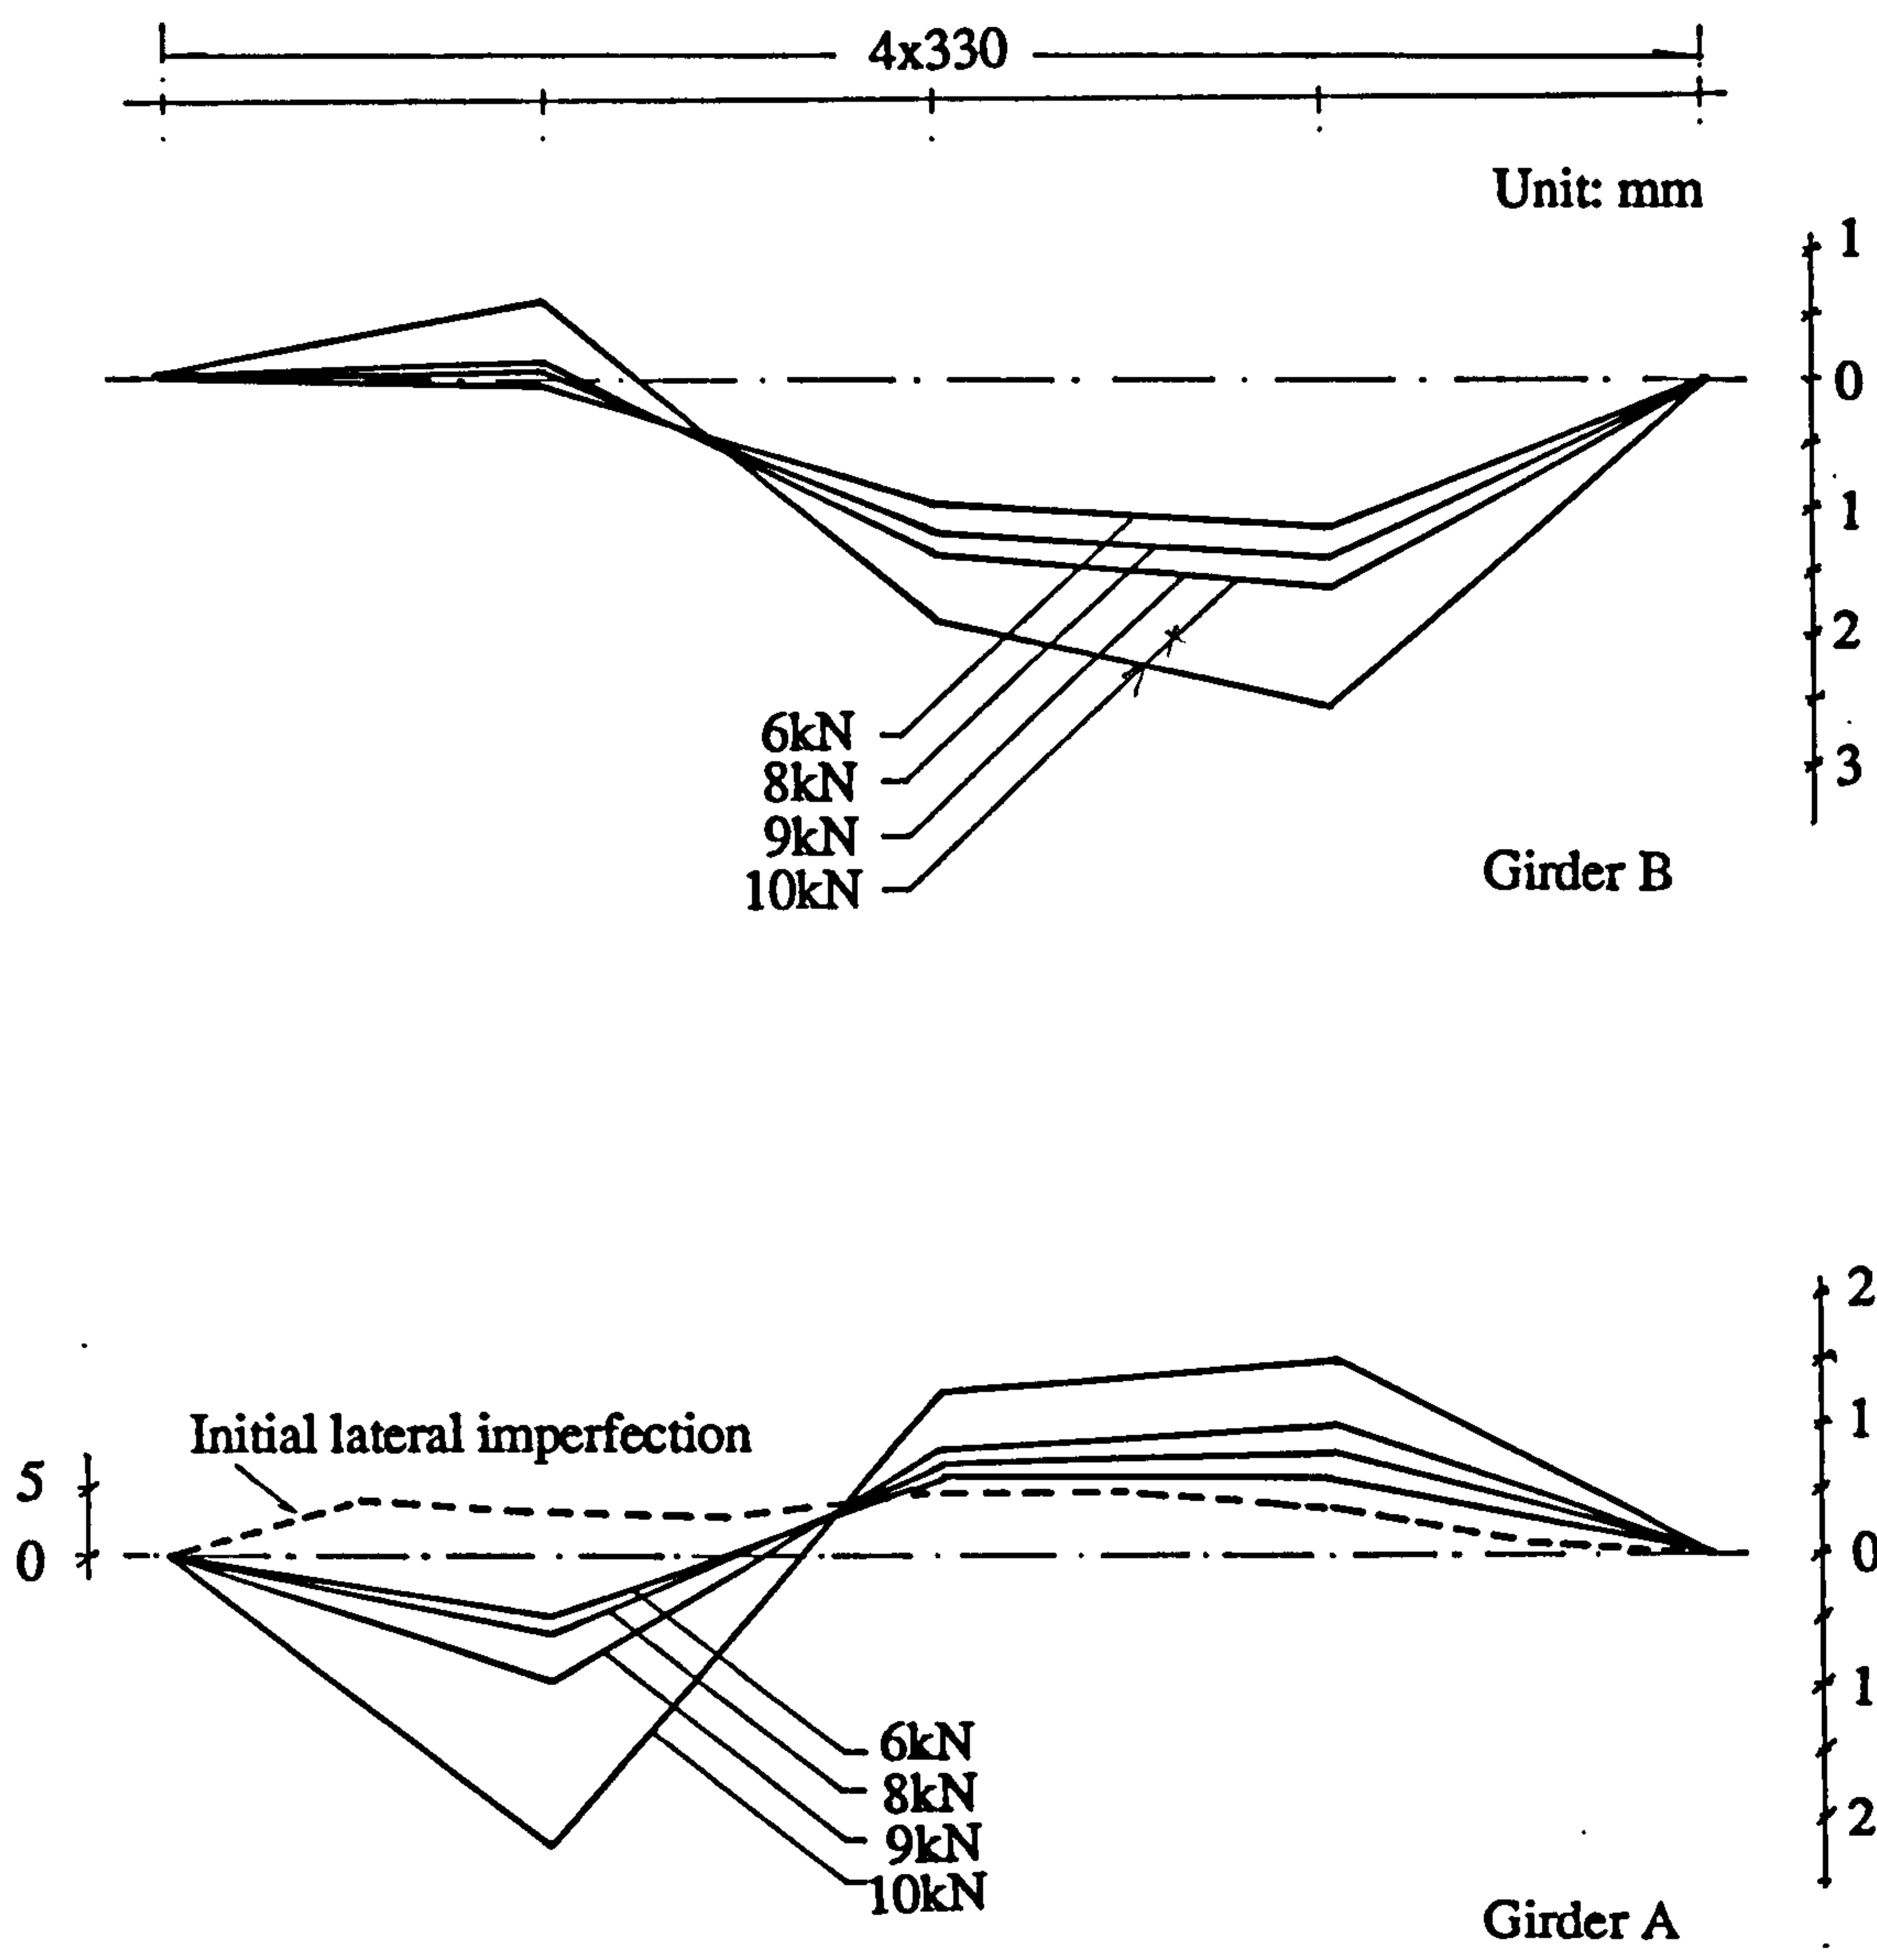 4x330
Unit: mm
1
0
1
2
3
6kN
8kN
9kN
10kN
Girder B
2
1
0
1
2
Initial lateral imperfection
5
0
6kN
8kN
9kN
10kN
Girder A